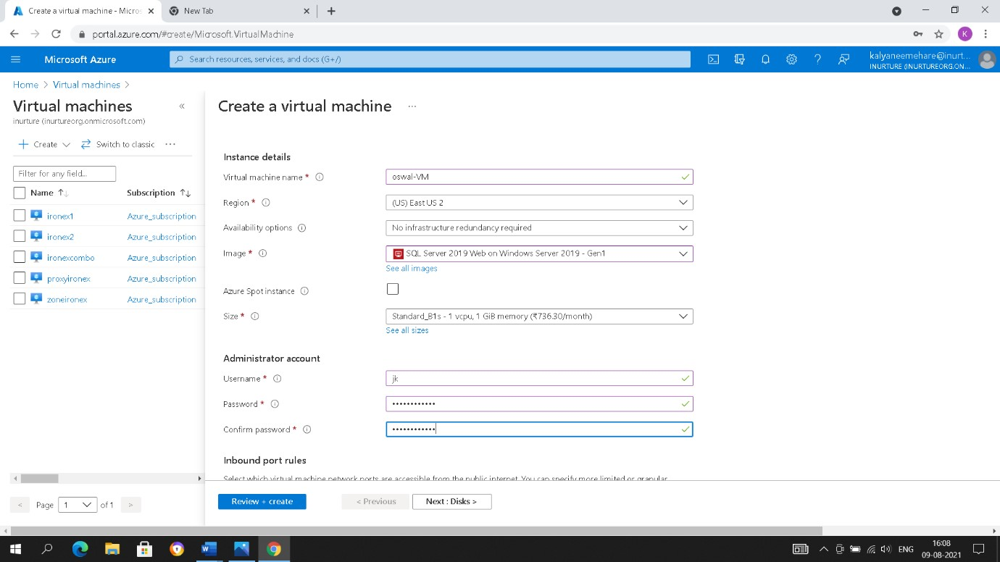 Create a virtual machine - Micros
New Tab
portal.azure.com/#create/Microsoft.VirtualMachine
K
Microsoft Azure
Search resources, services, and docs (G+/)
kalyaneemehare@inurt...
INURTURE (INURTUREORG.ON...
Home > Virtual machines >
Virtual machines
inurture (inurtureorg.onmicrosoft.com)
Create
Switch to classic
Filter for any field...
Name
Subscription
ironex1 Azure_subscription
ironex2 Azure_subscription
ironexcombo Azure_subscription
proxyironex Azure_subscription
zoneironex Azure_subscription
Page 1 of 1
Create a virtual machine
Instance details
Virtual machine name * oswal-VM
Region * (US) East US 2
Availability options No infrastructure redundancy required
Image * SQL Server 2019 Web on Windows Server 2019 - Gen1
See all images
Azure Spot instance
Size * Standard_B1s - 1 vcpu, 1 GiB memory (₹736.30/month)
See all sizes
Administrator account
Username * jk
Password * ••••••••••••
Confirm password * ••••••••••••
Inbound port rules
Select which virtual machine network ports are accessible from the public internet. You can specify more limited or granular
Review + create
< Previous
Next : Disks >
ENG
16:08
09-08-2021